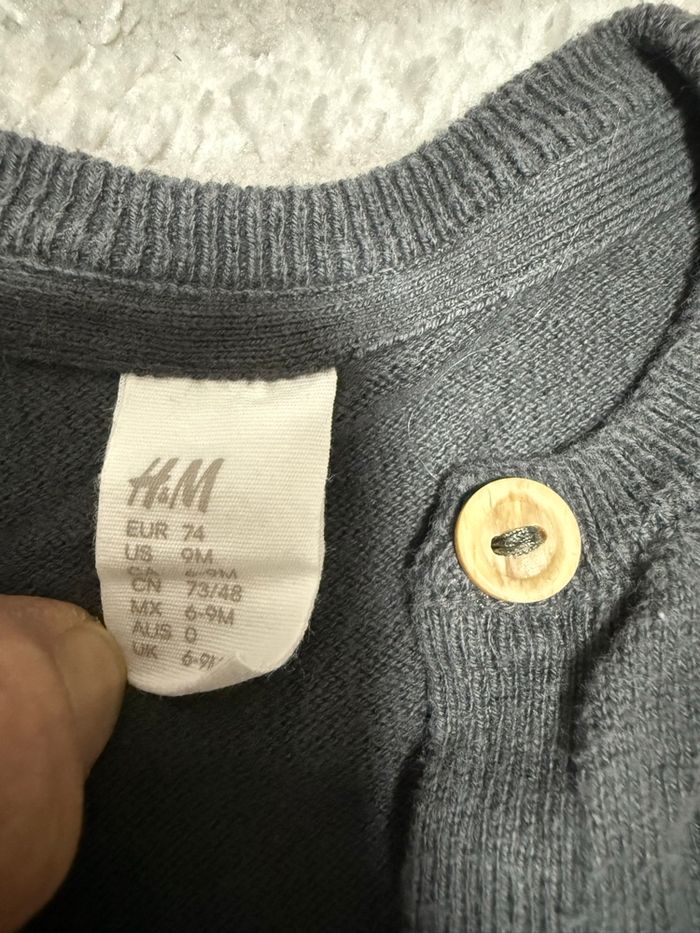 H&M
EUR 74
US 9M
CN 73/48
MX 6-9M
AUS 0
UK 6-9